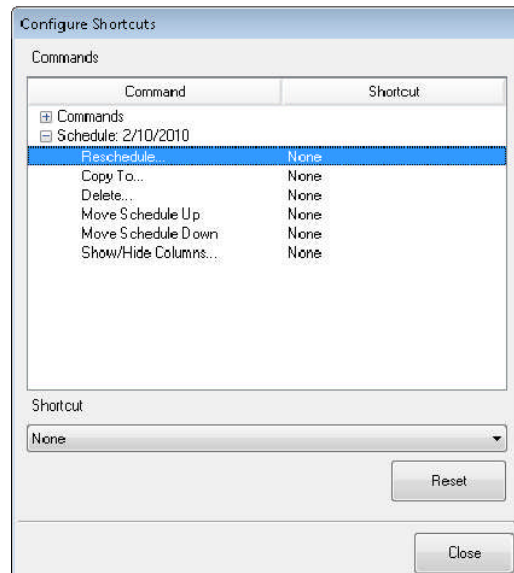 Configure Shortcuts
Commands
Command Shortcut
Commands
Schedule: 2/10/2010
Reschedule... None
Copy To... None
Delete... None
Move Schedule Up None
Move Schedule Down None
Show/Hide Columns... None
Shortcut
None
Reset
Close